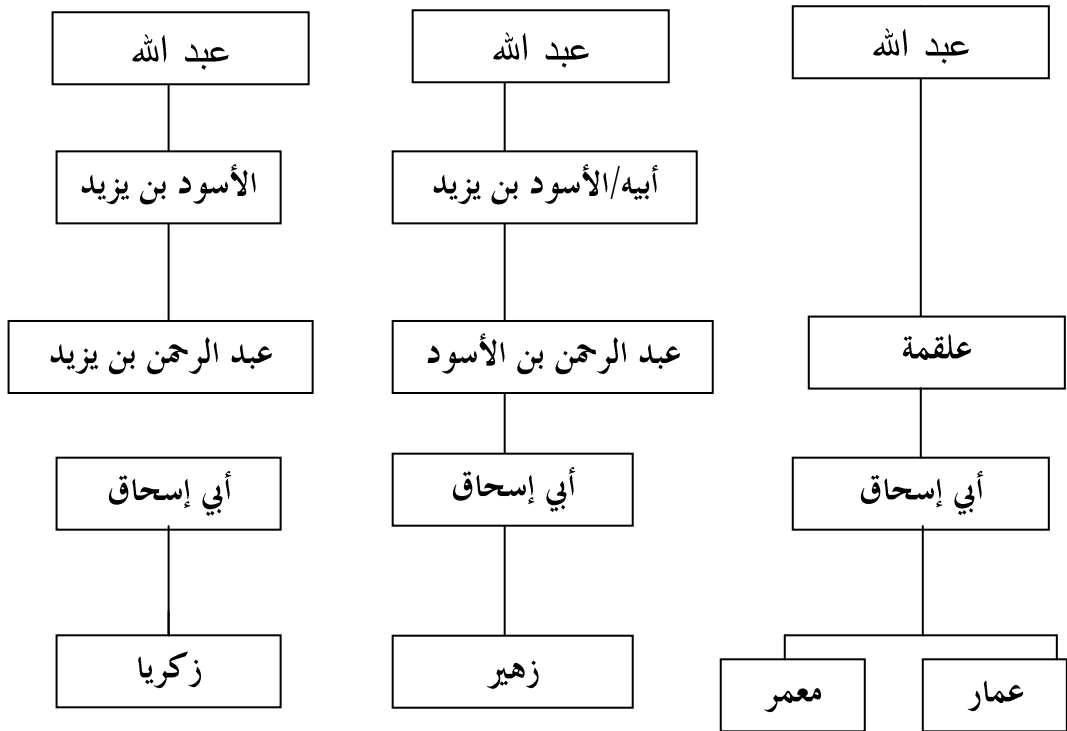 عبد الله
عبد الله
عبد الله
أبيه/الأسود بن يزيد
الأسود بن يزيد
علقمة
عبد الرحمن بن الأسود
عبد الرحمن بن يزيد
أبي إسحاق
أبي إسحاق
أبي إسحاق
عمار
معمر
زهير
زكريا